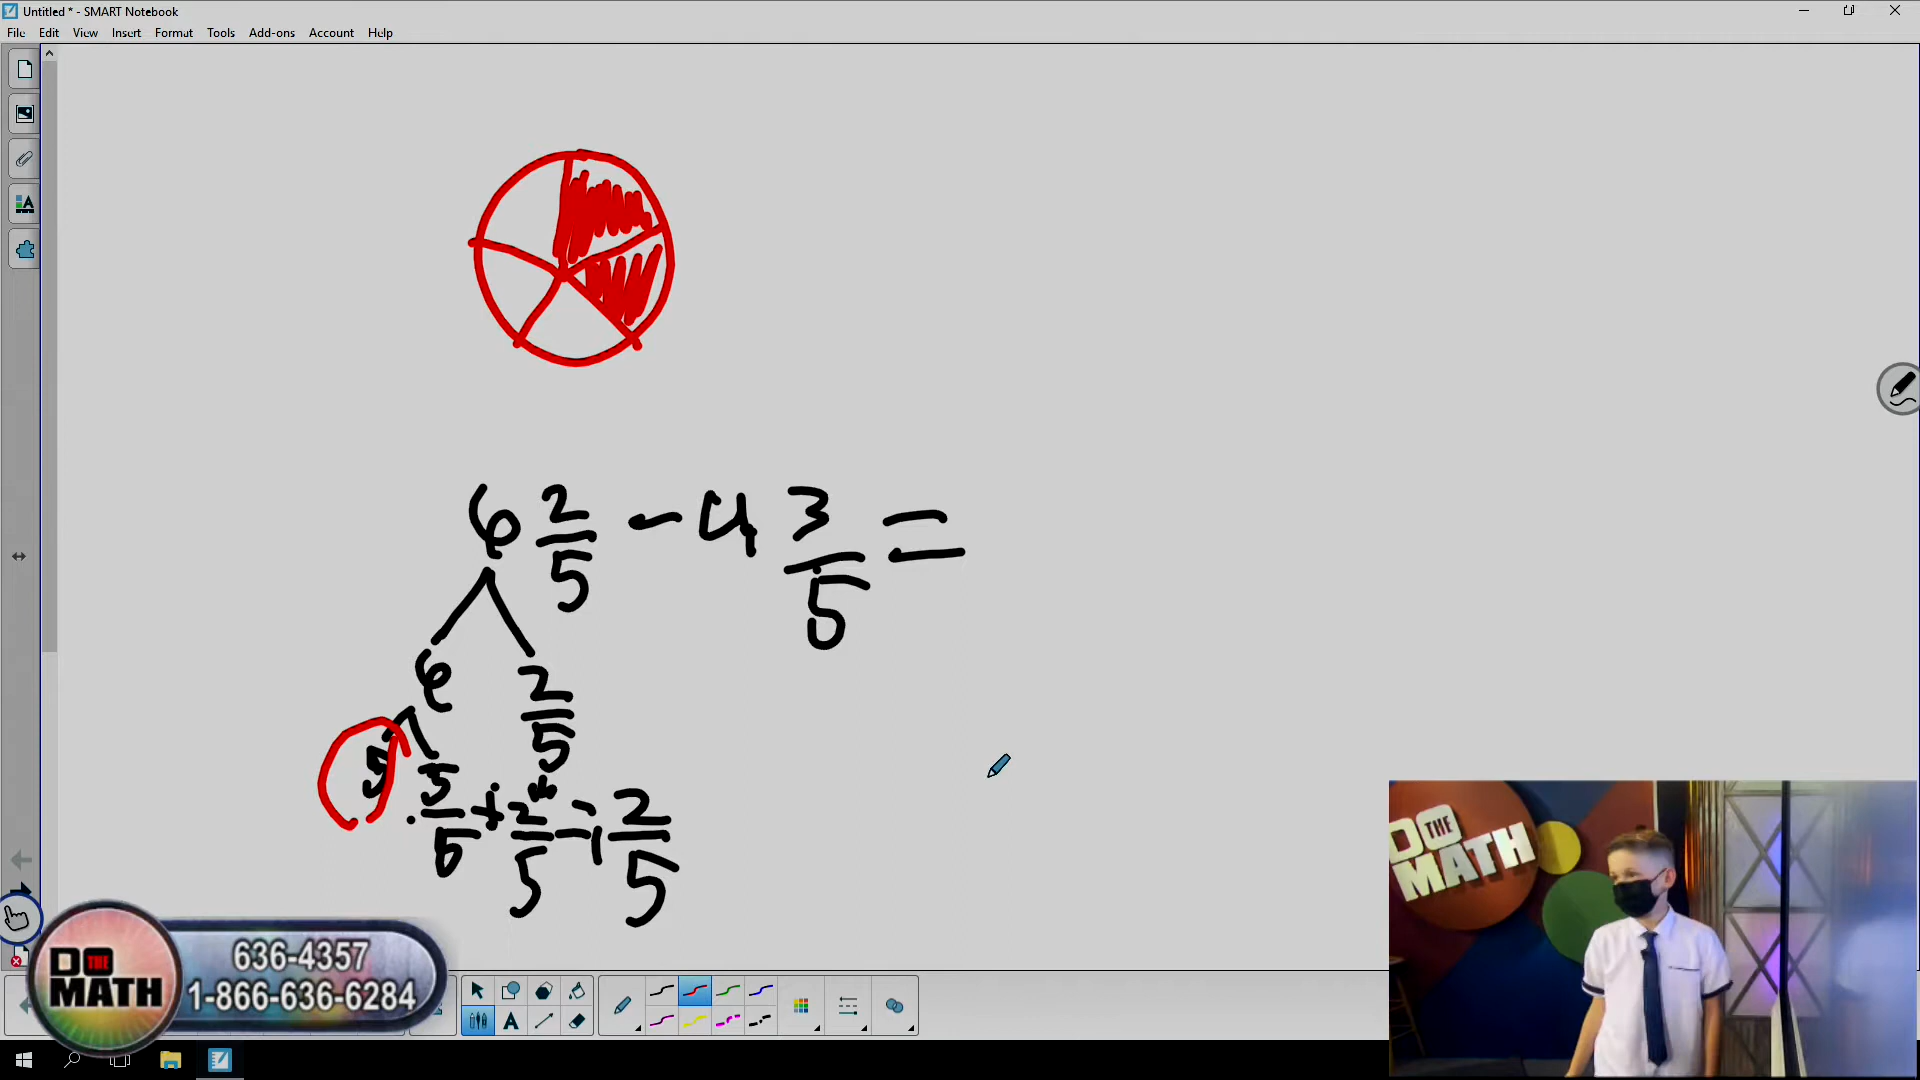 Untitled * - SMART Notebook
File Edit View Insert Format Tools Add-ons Account Help
6 2/5 - 4 3/5 =
6 2/5
5 5/5 + 2/5 = 1 2/5
DO THE MATH
636-4357
1-866-636-6284
DO THE MATH